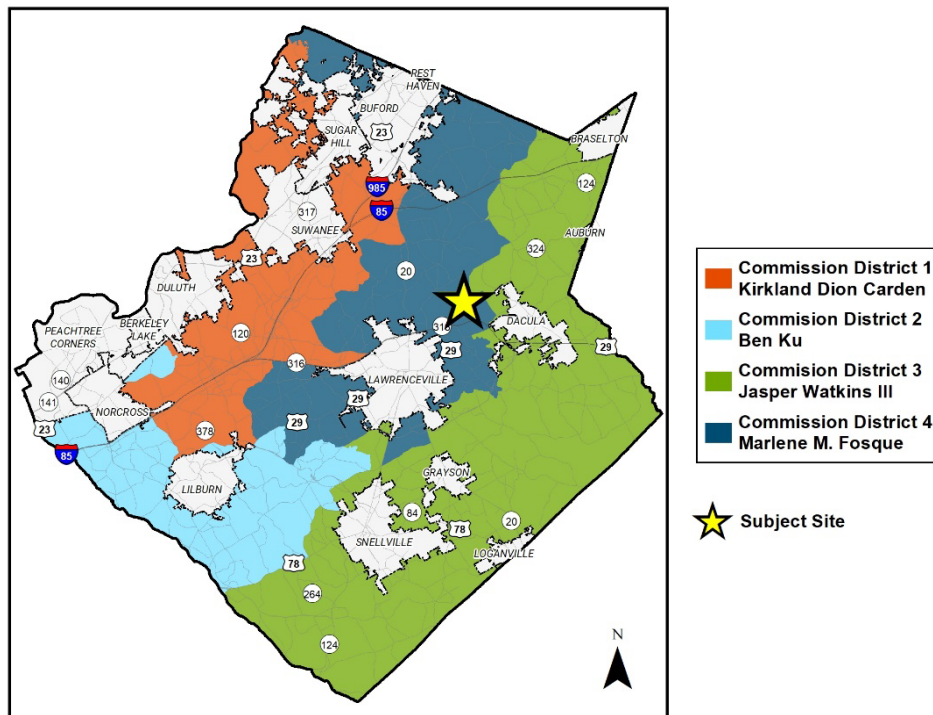 REST
HAVEN
BUFORD
23
SUGAR
HILL
BRASELTON
985
124
85
317
SUWANEE
AUBURN
23
324
20
DULUTH
PEACHTREE
CORNERS
BERKELEY
LAKE
120
316
DACULA
29
29
316
140
LAWRENCEVILLE
141
29
NORCROSS
23
29
378
85
LILBURN
GRAYSON
84
20
78
SNELLVILLE
LOGANVILLE
78
264
124
N
Commission District 1
Kirkland Dion Carden
Commision District 2
Ben Ku
Commision District 3
Jasper Watkins III
Commision District 4
Marlene M. Fosque
Subject Site